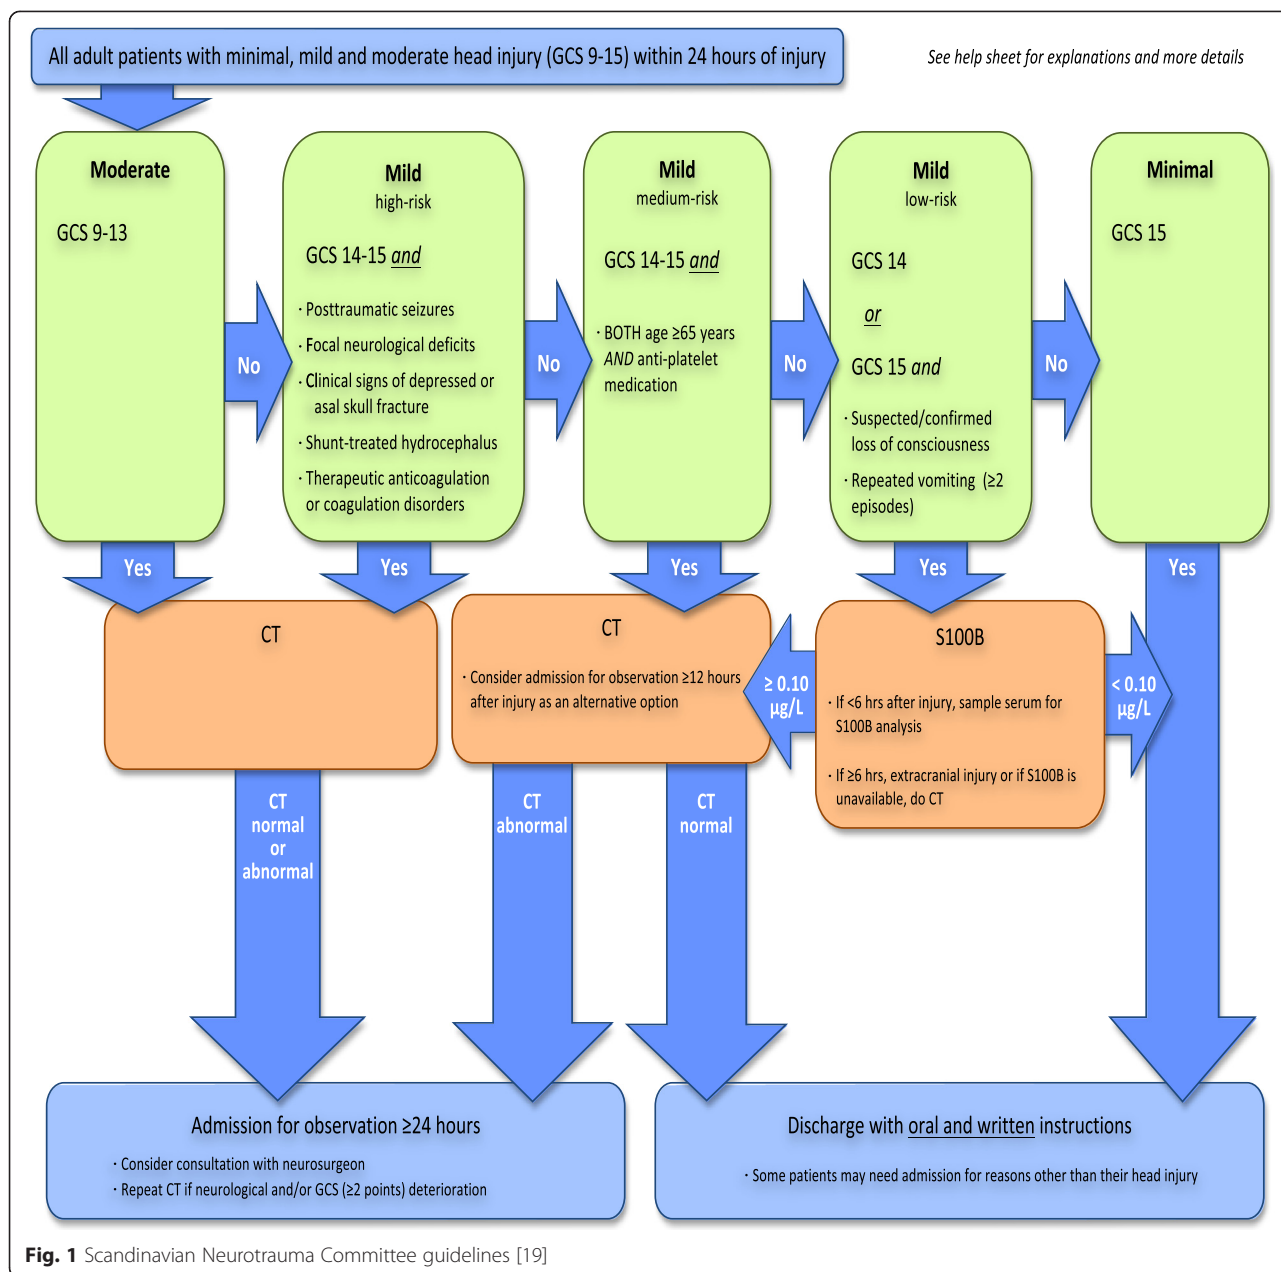 All adult patients with minimal, mild and moderate head injury (GCS 9-15) within 24 hours of injury
See help sheet for explanations and more details
Moderate
GCS 9-13
Mild
high-risk
GCS 14-15 and
· Posttraumatic seizures
· Focal neurological deficits
· Clinical signs of depressed or
asal skull fracture
· Shunt-treated hydrocephalus
· Therapeutic anticoagulation
or coagulation disorders
Mild
medium-risk
GCS 14-15 and
· BOTH age ≥65 years
AND anti-platelet
medication
Mild
low-risk
GCS 14
or
GCS 15 and
· Suspected/confirmed
loss of consciousness
· Repeated vomiting (≥2
episodes)
Minimal
GCS 15
No
No
No
No
Yes
Yes
Yes
Yes
Yes
CT
CT
· Consider admission for observation ≥12 hours
after injury as an alternative option
≥ 0.10
µg/L
S100B
· If <6 hrs after injury, sample serum for
S100B analysis
· If ≥6 hrs, extracranial injury or if S100B is
unavailable, do CT
< 0.10
µg/L
CT
normal
or
abnormal
CT
abnormal
CT
normal
Admission for observation ≥24 hours
· Consider consultation with neurosurgeon
· Repeat CT if neurological and/or GCS (≥2 points) deterioration
Discharge with oral and written instructions
· Some patients may need admission for reasons other than their head injury
Fig. 1 Scandinavian Neurotrauma Committee guidelines [19]